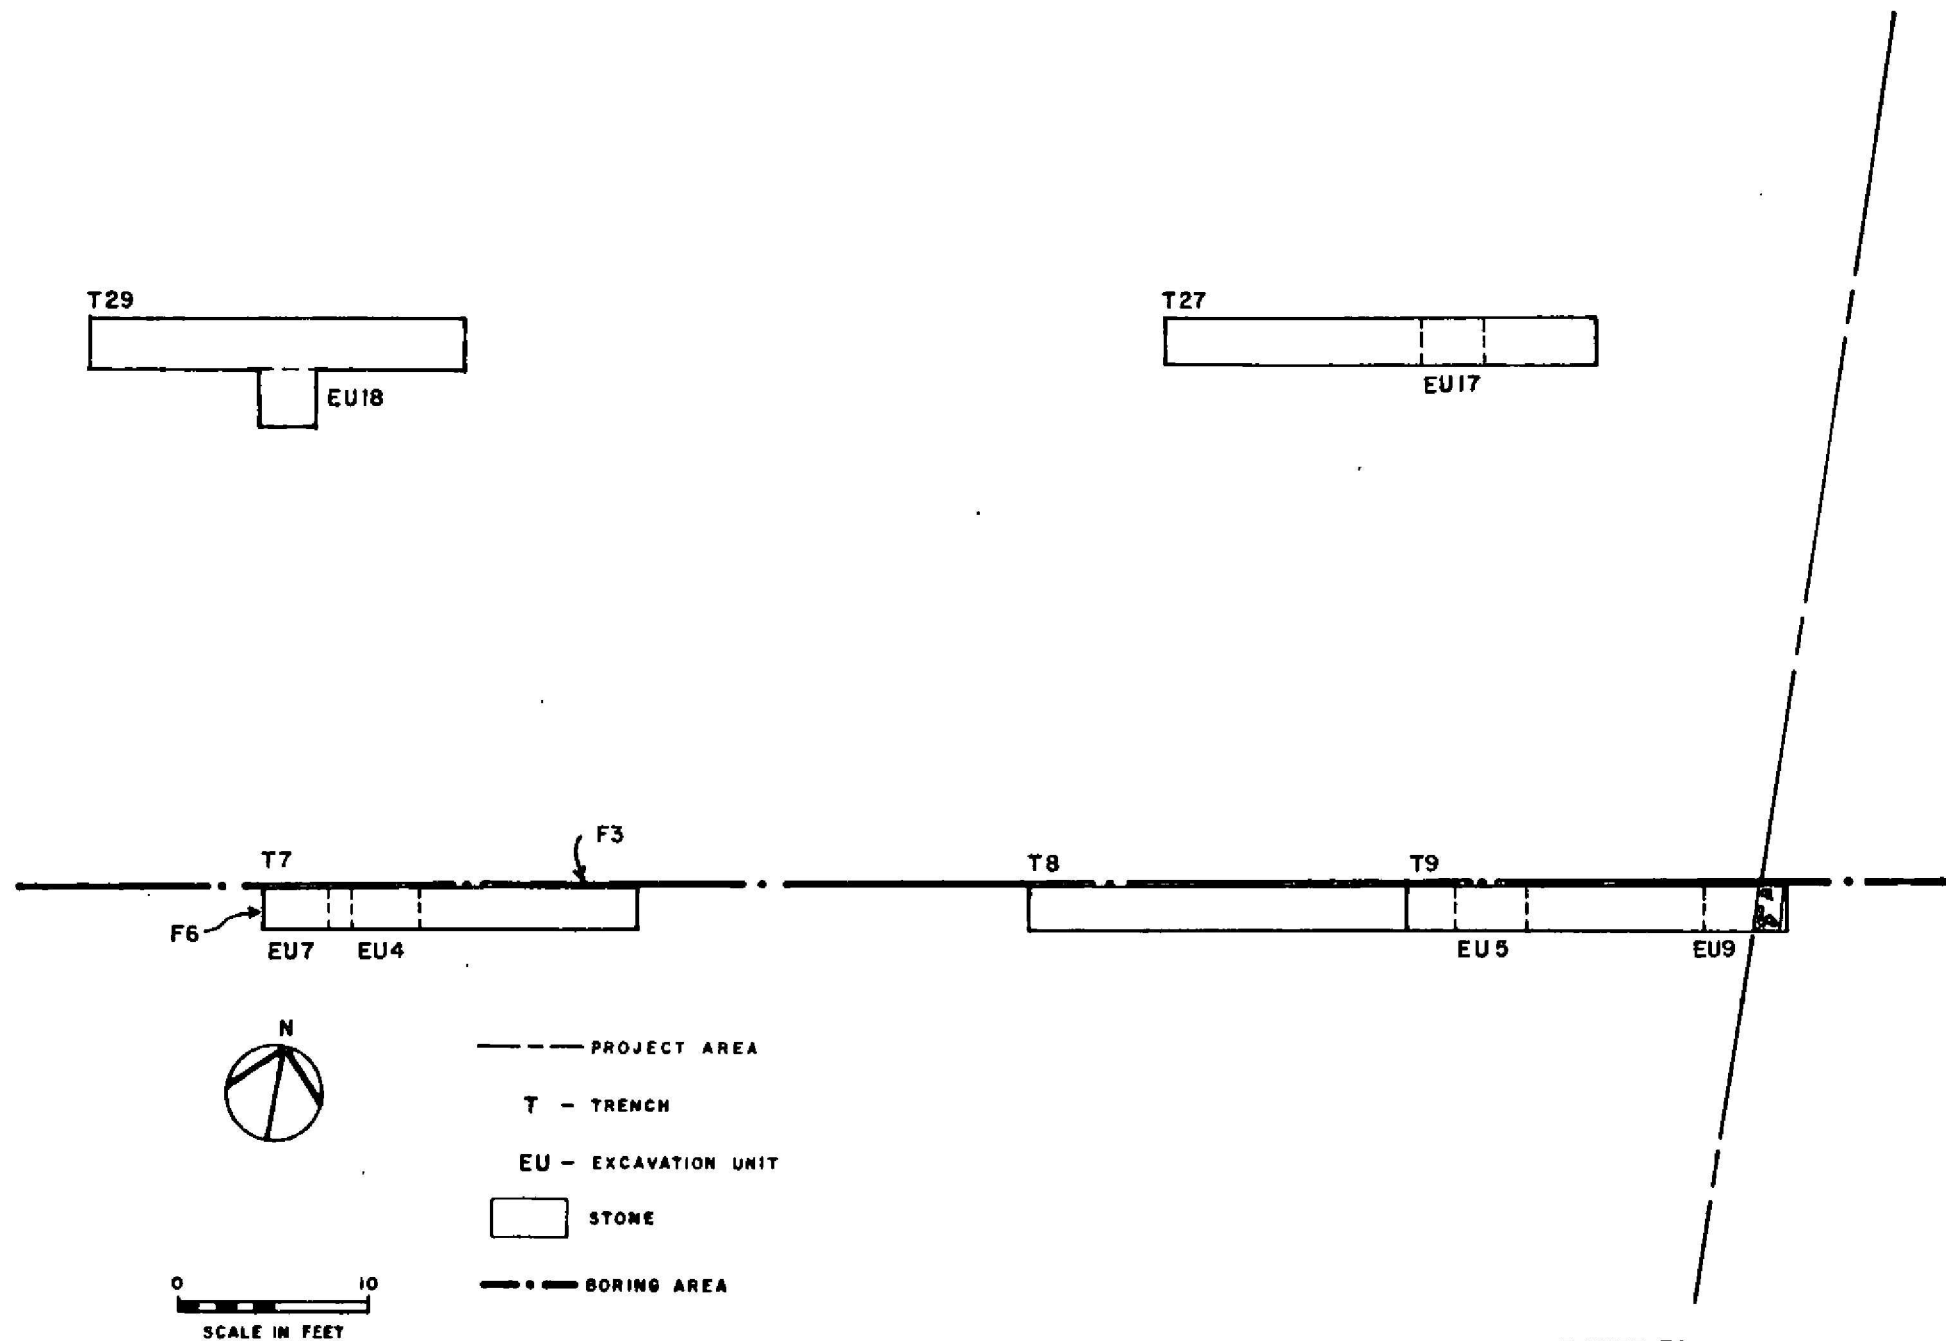 T29
T27
EU18
EU17
F3
T7
T8
T9
F6
EU7
EU4
EU5
EU9
N
— — — PROJECT AREA
T – TRENCH
EU – EXCAVATION UNIT
STONE
BORING AREA
0 10
SCALE IN FEET